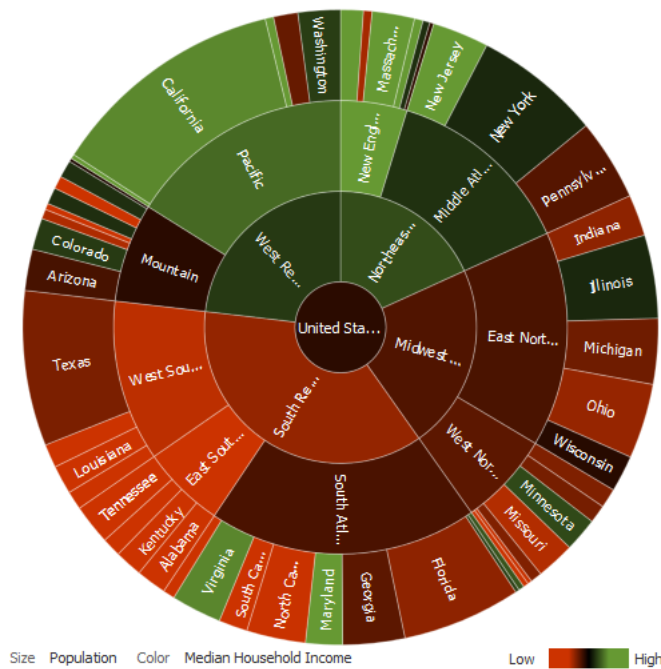 Washington
Massach...
New Jersey
New York
Pennsylv...
Indiana
Illinois
Michigan
Ohio
Wisconsin
Minnesota
Missouri
Florida
Georgia
Maryland
North Ca...
South Ca...
Virginia
Alabama
Kentucky
Tennessee
Louisiana
Texas
Arizona
Colorado
California
Pacific
New Engl...
Middle Atl...
East Nort...
West Nor...
South Atl...
East Sout...
West Sou...
Mountain
West Re...
Northeas...
Midwest...
South Re...
United Sta...
Size Population Color Median Household Income Low High